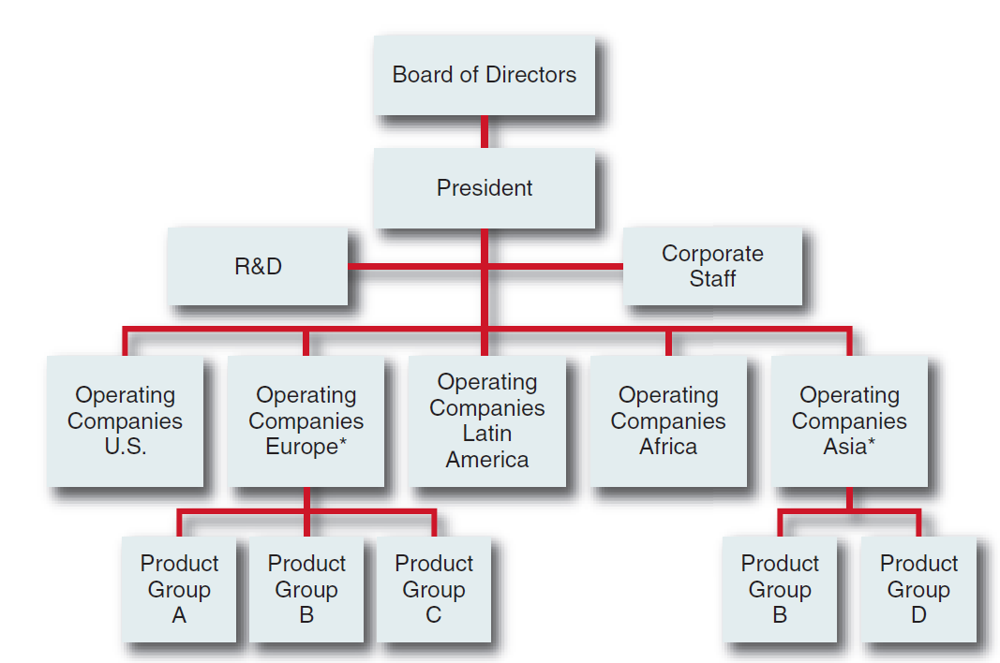 Board of Directors
President
R&D
Corporate
Staff
Operating
Companies
U.S.
Operating
Companies
Europe*
Operating
Companies
Latin
America
Operating
Companies
Africa
Operating
Companies
Asia*
Product
Group
A
Product
Group
B
Product
Group
C
Product
Group
B
Product
Group
D